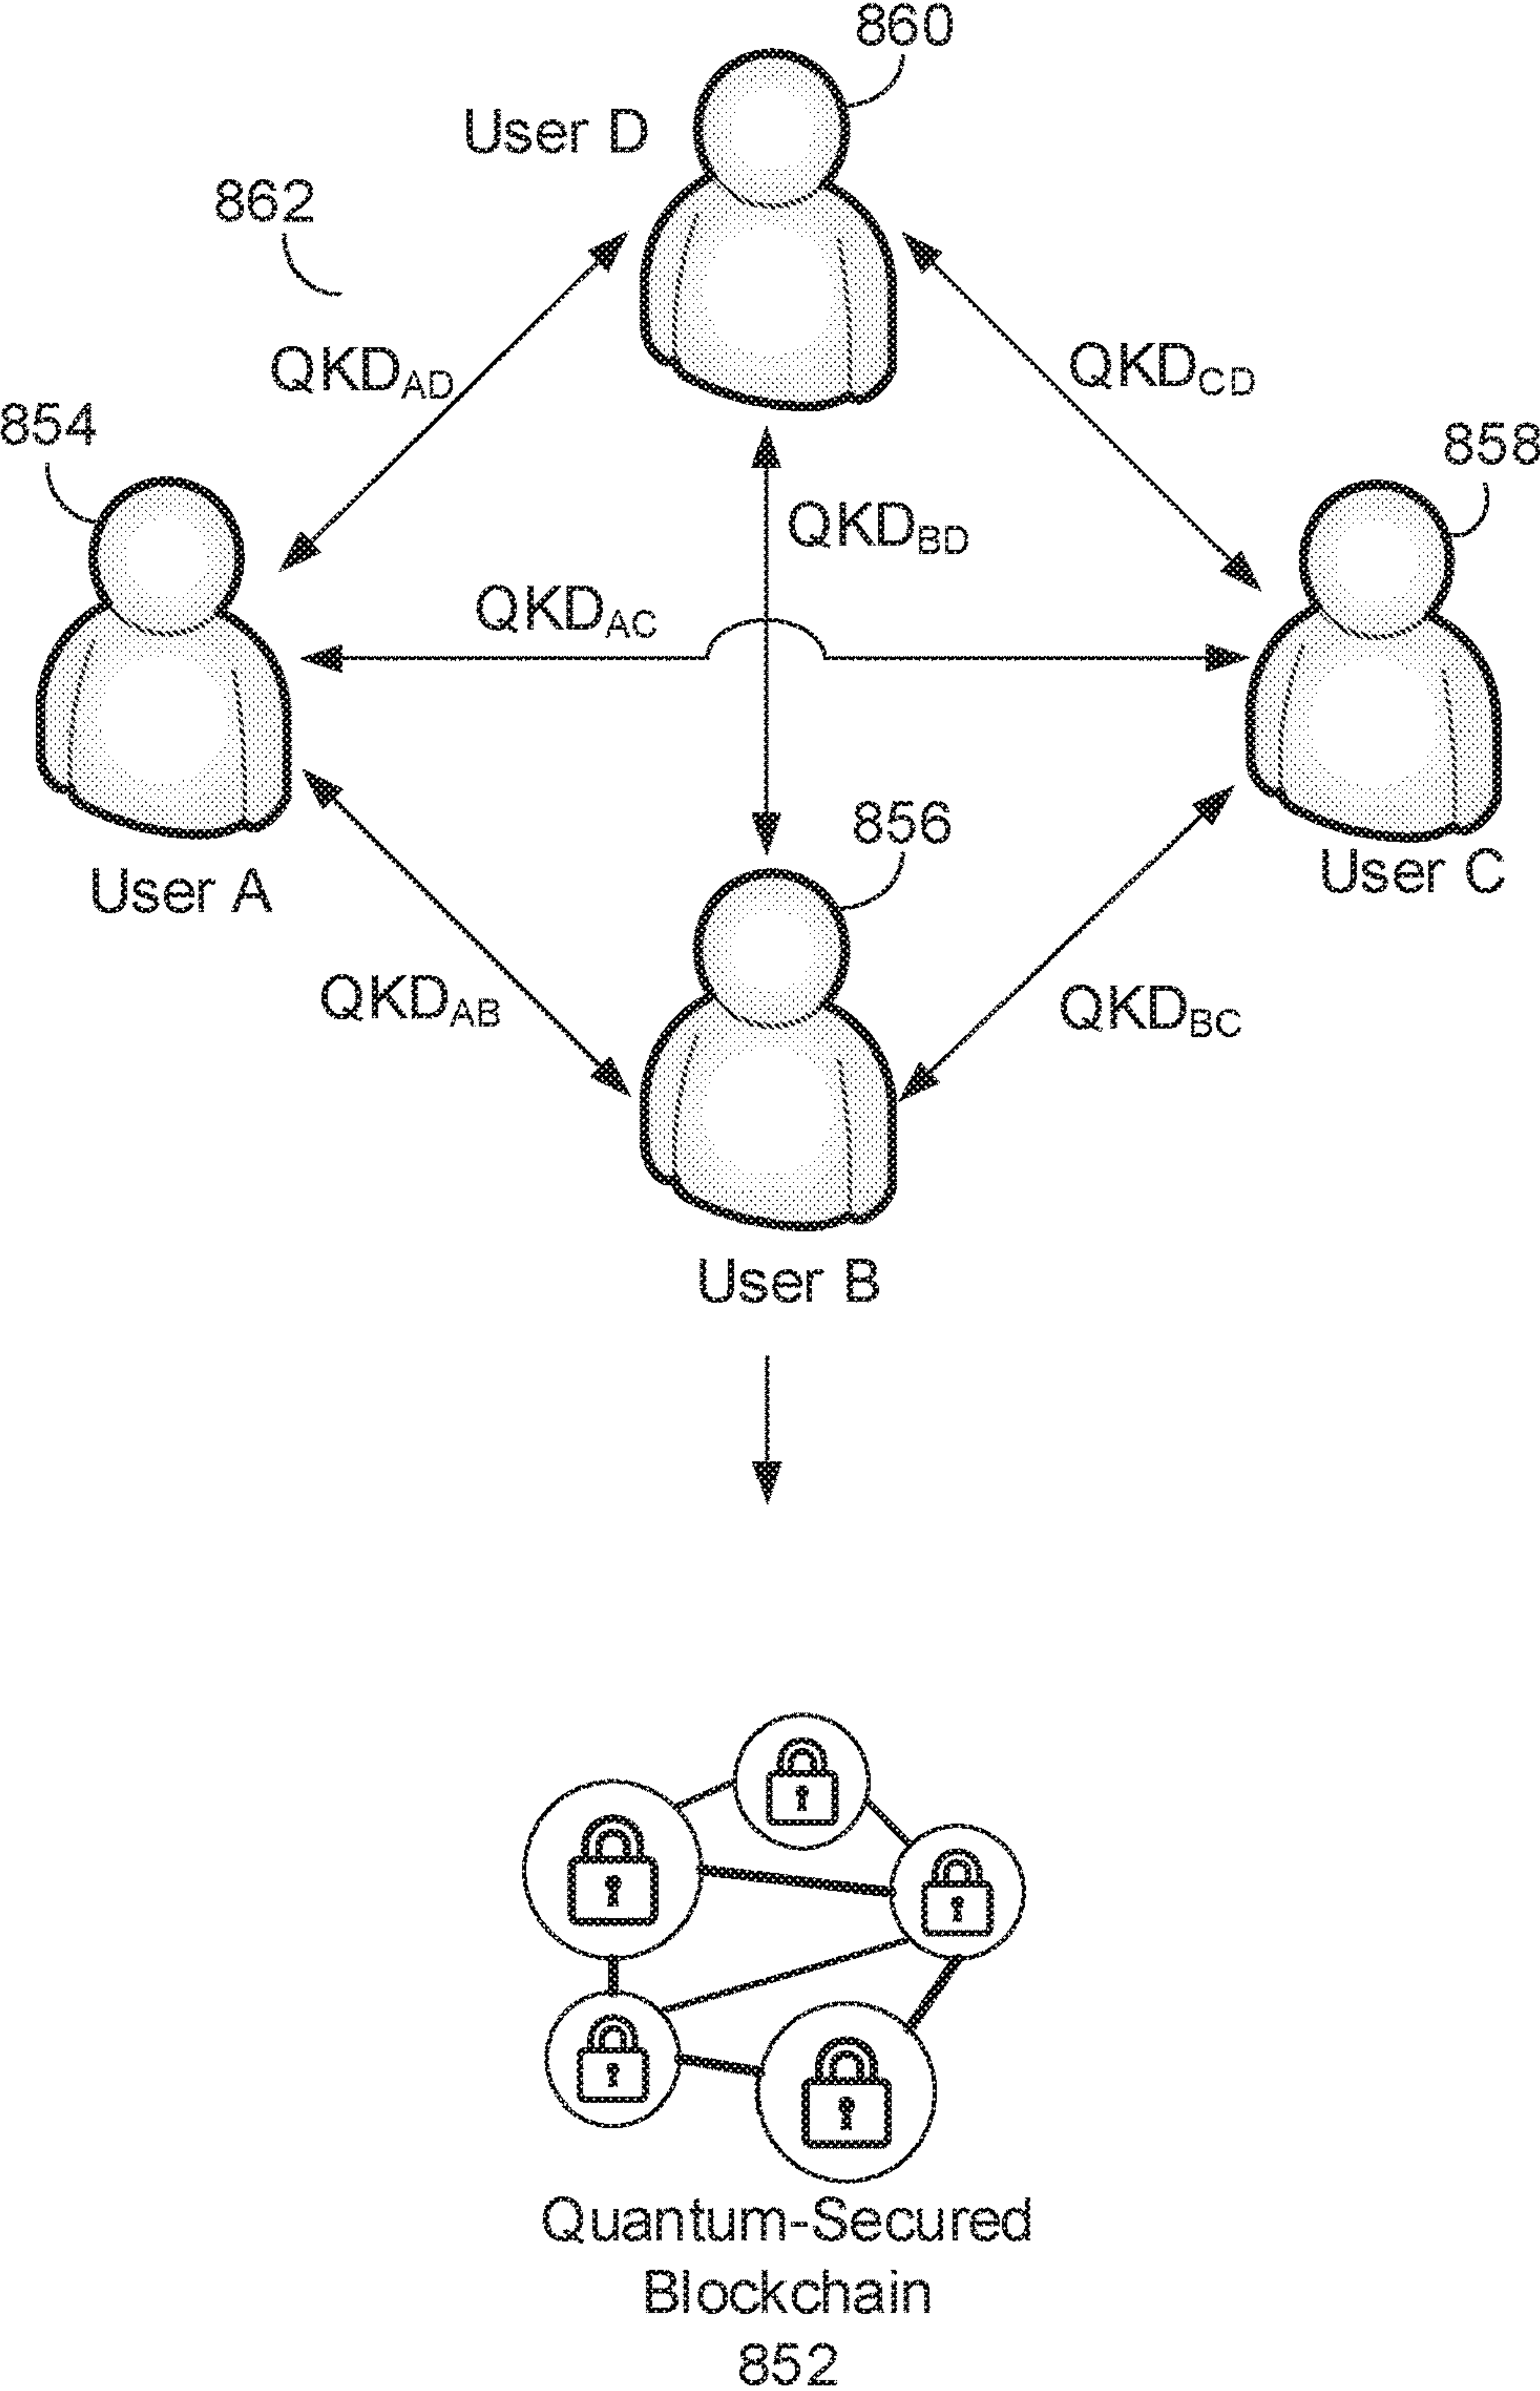 860
User D
862
QKDAD
QKDCD
854
858
QKDBD
QKDAC
856
User A
User C
QKDAB
QKDBC
User B
Quantum-Secured
Blockchain
852